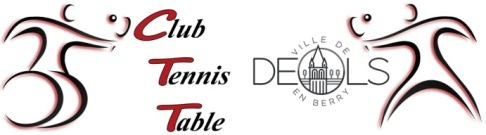 Club
Tennis
Table
VILLE DE
DEOLS
EN BERRY